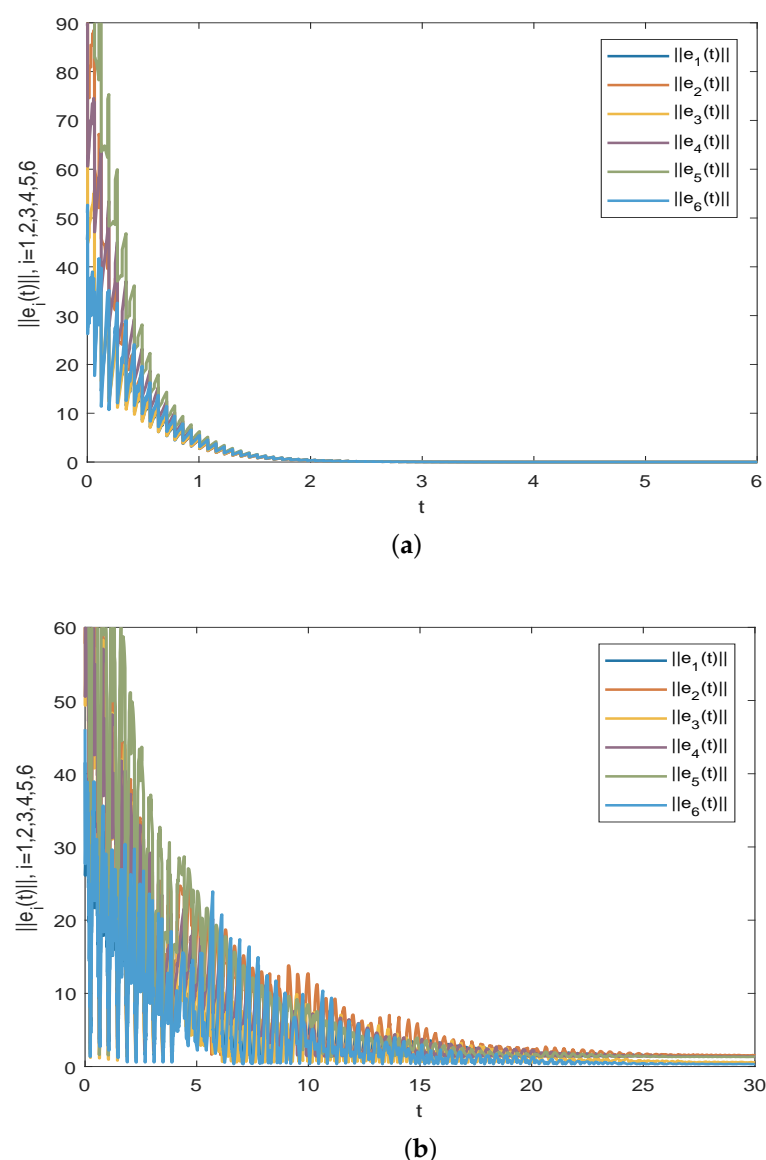 90
80
70
60
50
40
30
20
10
0
||e_i(t)||, i=1,2,3,4,5,6
||e_1(t)||
||e_2(t)||
||e_3(t)||
||e_4(t)||
||e_5(t)||
||e_6(t)||
0 1 2 3 4 5 6
t
(a)
60
50
40
30
20
10
0
||e_i(t)||, i=1,2,3,4,5,6
||e_1(t)||
||e_2(t)||
||e_3(t)||
||e_4(t)||
||e_5(t)||
||e_6(t)||
0 5 10 15 20 25 30
t
(b)